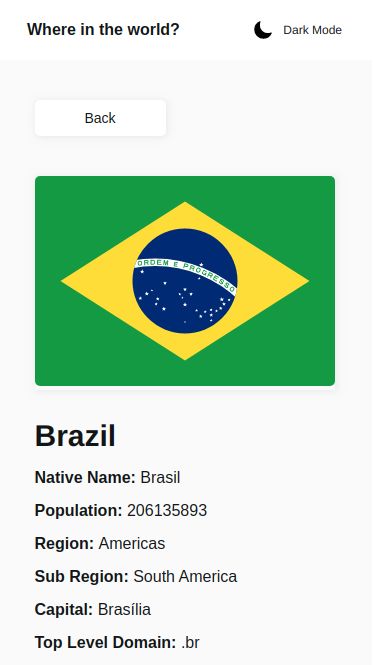 Where in the world?
Dark Mode
Back
ORDEM E PROGRESSO
Brazil
Native Name: Brasil
Population: 206135893
Region: Americas
Sub Region: South America
Capital: Brasília
Top Level Domain: .br